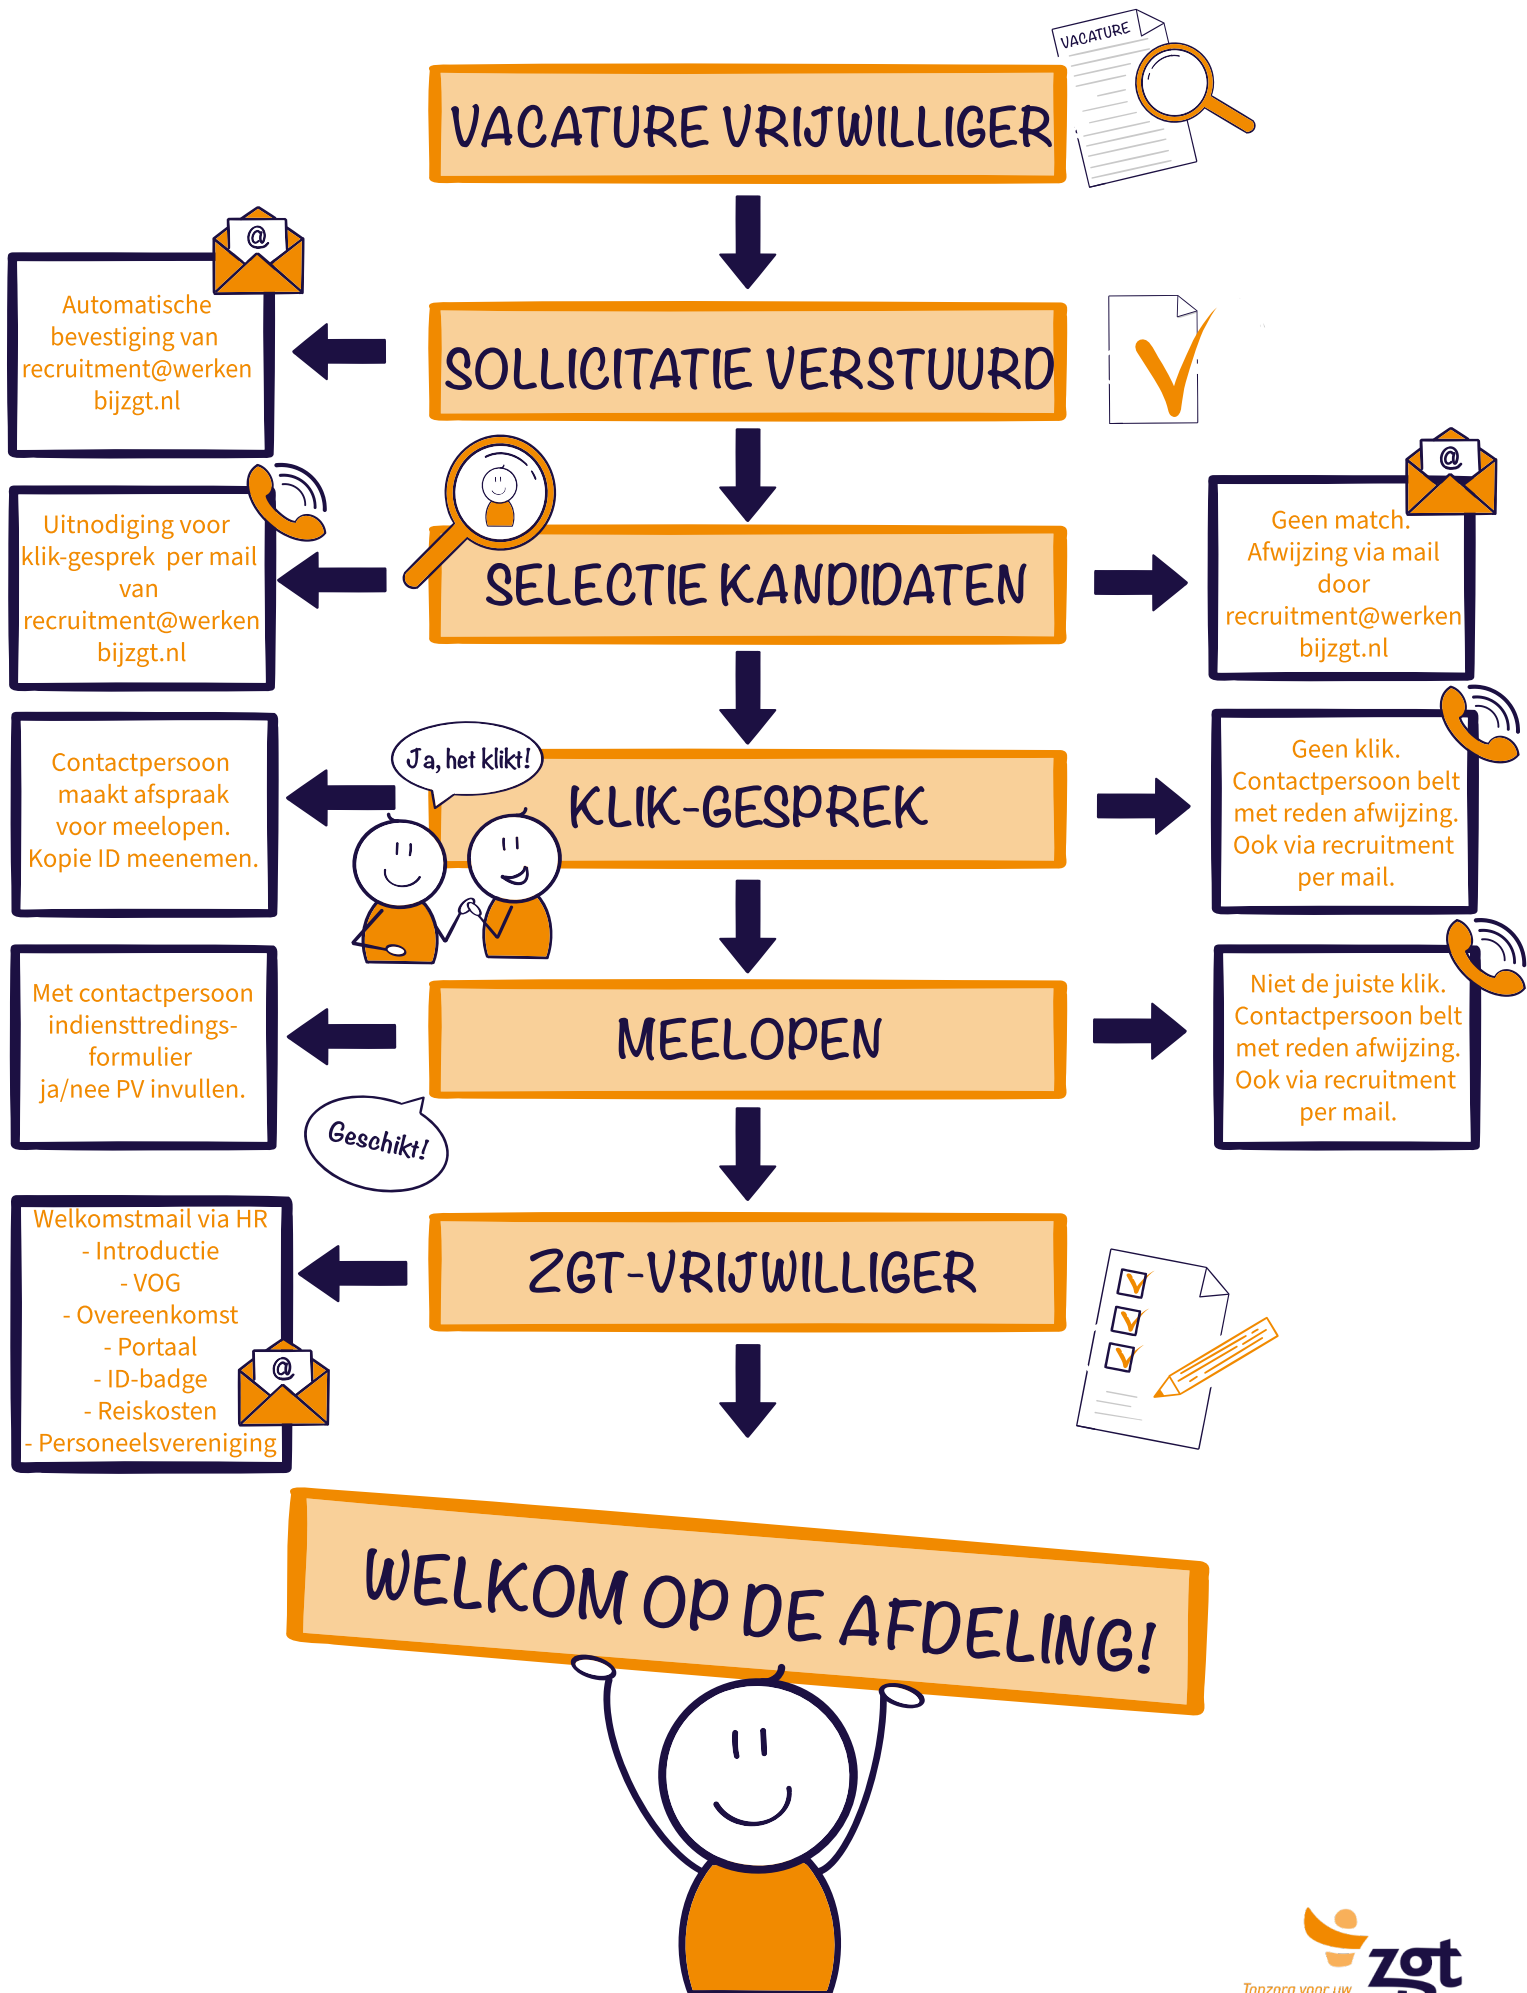 VACATURE
VACATURE VRIJWILLIGER
@
Automatische
bevestiging van
recruitment@werken
bijzgt.nl
SOLLICITATIE VERSTUURD
Uitnodiging voor
klik-gesprek per mail
van
recruitment@werken
bijzgt.nl
SELECTIE KANDIDATEN
@
Geen match.
Afwijzing via mail
door
recruitment@werken
bijzgt.nl
Contactpersoon
maakt afspraak
voor meelopen.
Kopie ID meenemen.
Ja, het klikt!
KLIK-GESPREK
Geen klik.
Contactpersoon belt
met reden afwijzing.
Ook via recruitment
per mail.
Met contactpersoon
indiensttredings-
formulier
ja/nee PV invullen.
MEELOPEN
Niet de juiste klik.
Contactpersoon belt
met reden afwijzing.
Ook via recruitment
per mail.
Geschikt!
Welkomstmail via HR
- Introductie
- VOG
- Overeenkomst
- Portaal
- ID-badge
- Reiskosten
- Personeelsvereniging
@
ZGT-VRIJWILLIGER
WELKOM OP DE AFDELING!
zgt
Topzorg voor uw